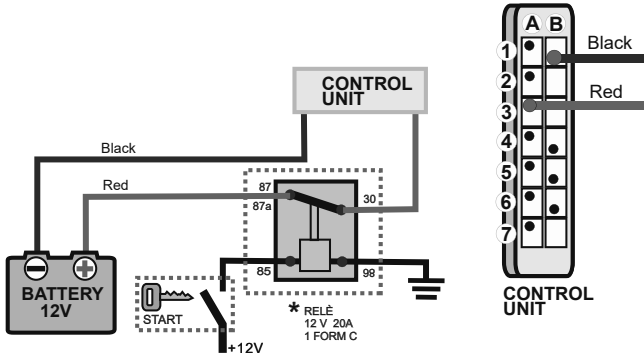 A B
1
2
3
4
5
6
7
Black
Red
CONTROL
UNIT
CONTROL
UNIT
Black
Red
87
87a
30
85
98
BATTERY
12V
START
+12V
* RELÈ
12 V 20A
1 FORM C